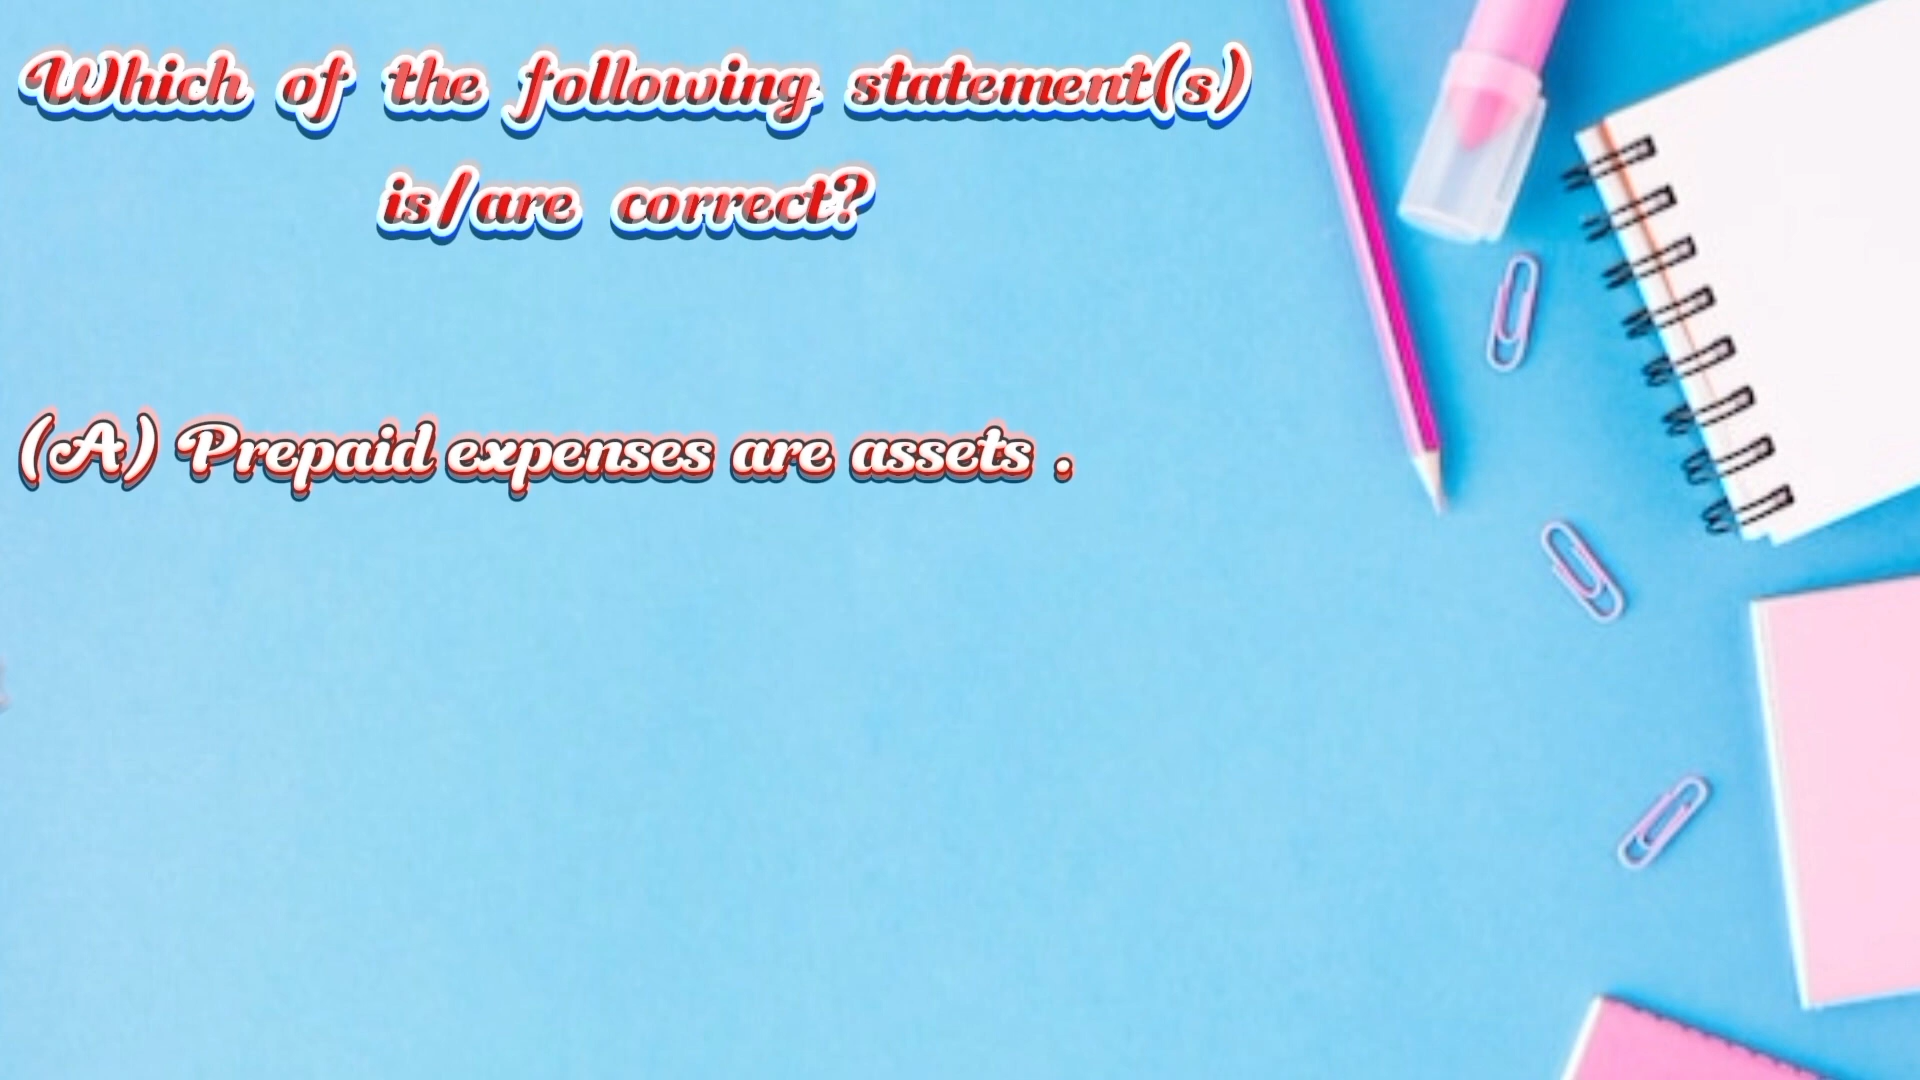 Which of the following statement(s)
is/are correct?
(A) Prepaid expenses are assets .